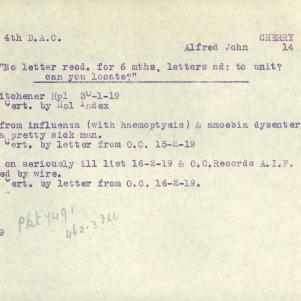 4th D.A.C. CHERRY
Alfred John 14
"No letter recd. for 6 mths, letters ad: to unit?
can you locate?"
itchener Hpl 30-1-19
Cert. by Hpl Index
from influenza (with haemoptysis) & amoebia dysenter
a pretty sick man.
Cert. by letter from O.C. 13-2-19
on seriously ill list 16-2-19 & O.C.Records A.I.F.
ed by wire.
Cert. by letter from O.C. 16-2-19.
9